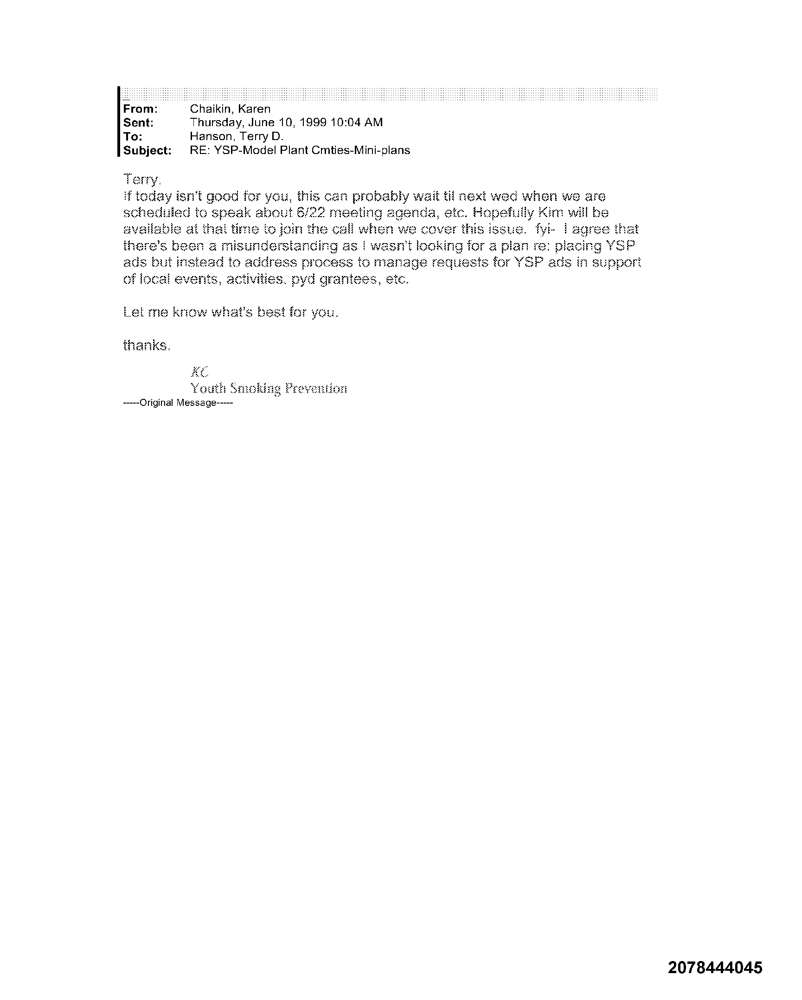 From: Chaikin, Karen
Sent: Thursday, June 10, 1999 10:04 AM
To: Hanson, Terry D.
Subject: RE: YSP-Model Plant Cmties-Mini-plans
Terry,
if today isn't good for you, this can probably wait til next wed when we are
scheduled to speak about 6/22 meeting agenda, etc. Hopefully Kim will be
available at that time to join the call when we cover this issue. fyi- I agree that
there's been a misunderstanding as I wasn't looking for a plan re: placing YSP
ads but instead to address process to manage requests for YSP ads in support
of local events, activities, pyd grantees, etc.
Let me know what's best for you.
thanks.
KC
Youth Smoking Prevention
-----Original Message-----
2078444045